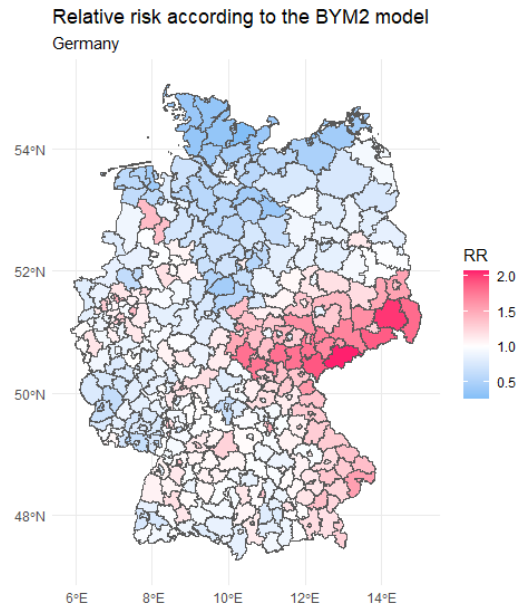 Relative risk according to the BYM2 model
Germany
54°N
52°N
50°N
48°N
6°E 8°E 10°E 12°E 14°E
RR
2.0
1.5
1.0
0.5